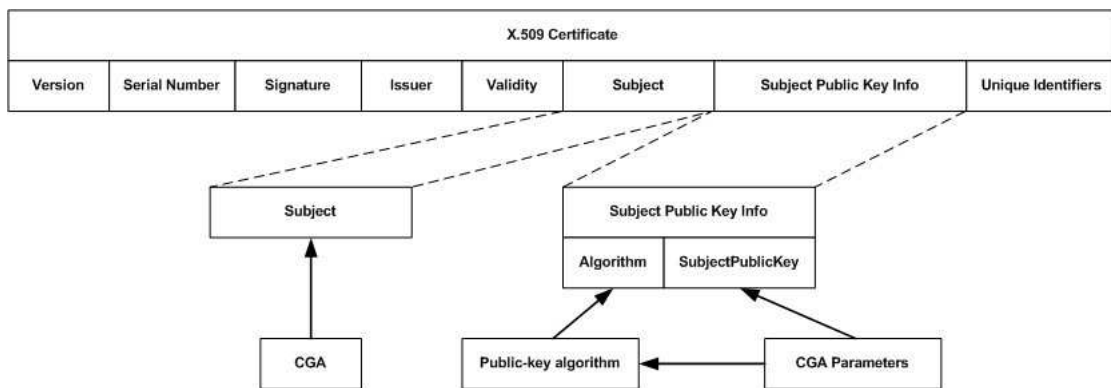 X.509 Certificate
Version Serial Number Signature Issuer Validity Subject Subject Public Key Info Unique Identifiers
Subject Subject Public Key Info
Algorithm SubjectPublicKey
CGA Public-key algorithm CGA Parameters